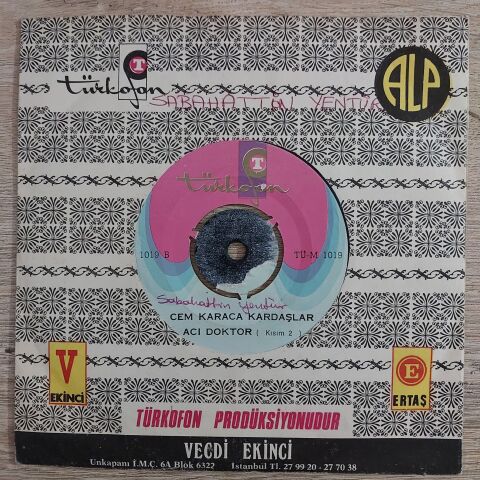 türkofon
T
SABAHATTİN YENTÜR
ALP
T
türkofon
1019 B
TÜ-M 1019
Sabahattin Yentür
CEM KARACA KARDAŞLAR
ACI DOKTOR ( Kısım 2 )
V
EKİNCİ
E
ERTAŞ
TÜRKOFON PRODÜKSİYONUDUR
VECDİ EKİNCİ
Unkapanı İ.M.Ç. 6A Blok 6322 İstanbul Tl. 27 99 20 - 27 70 38